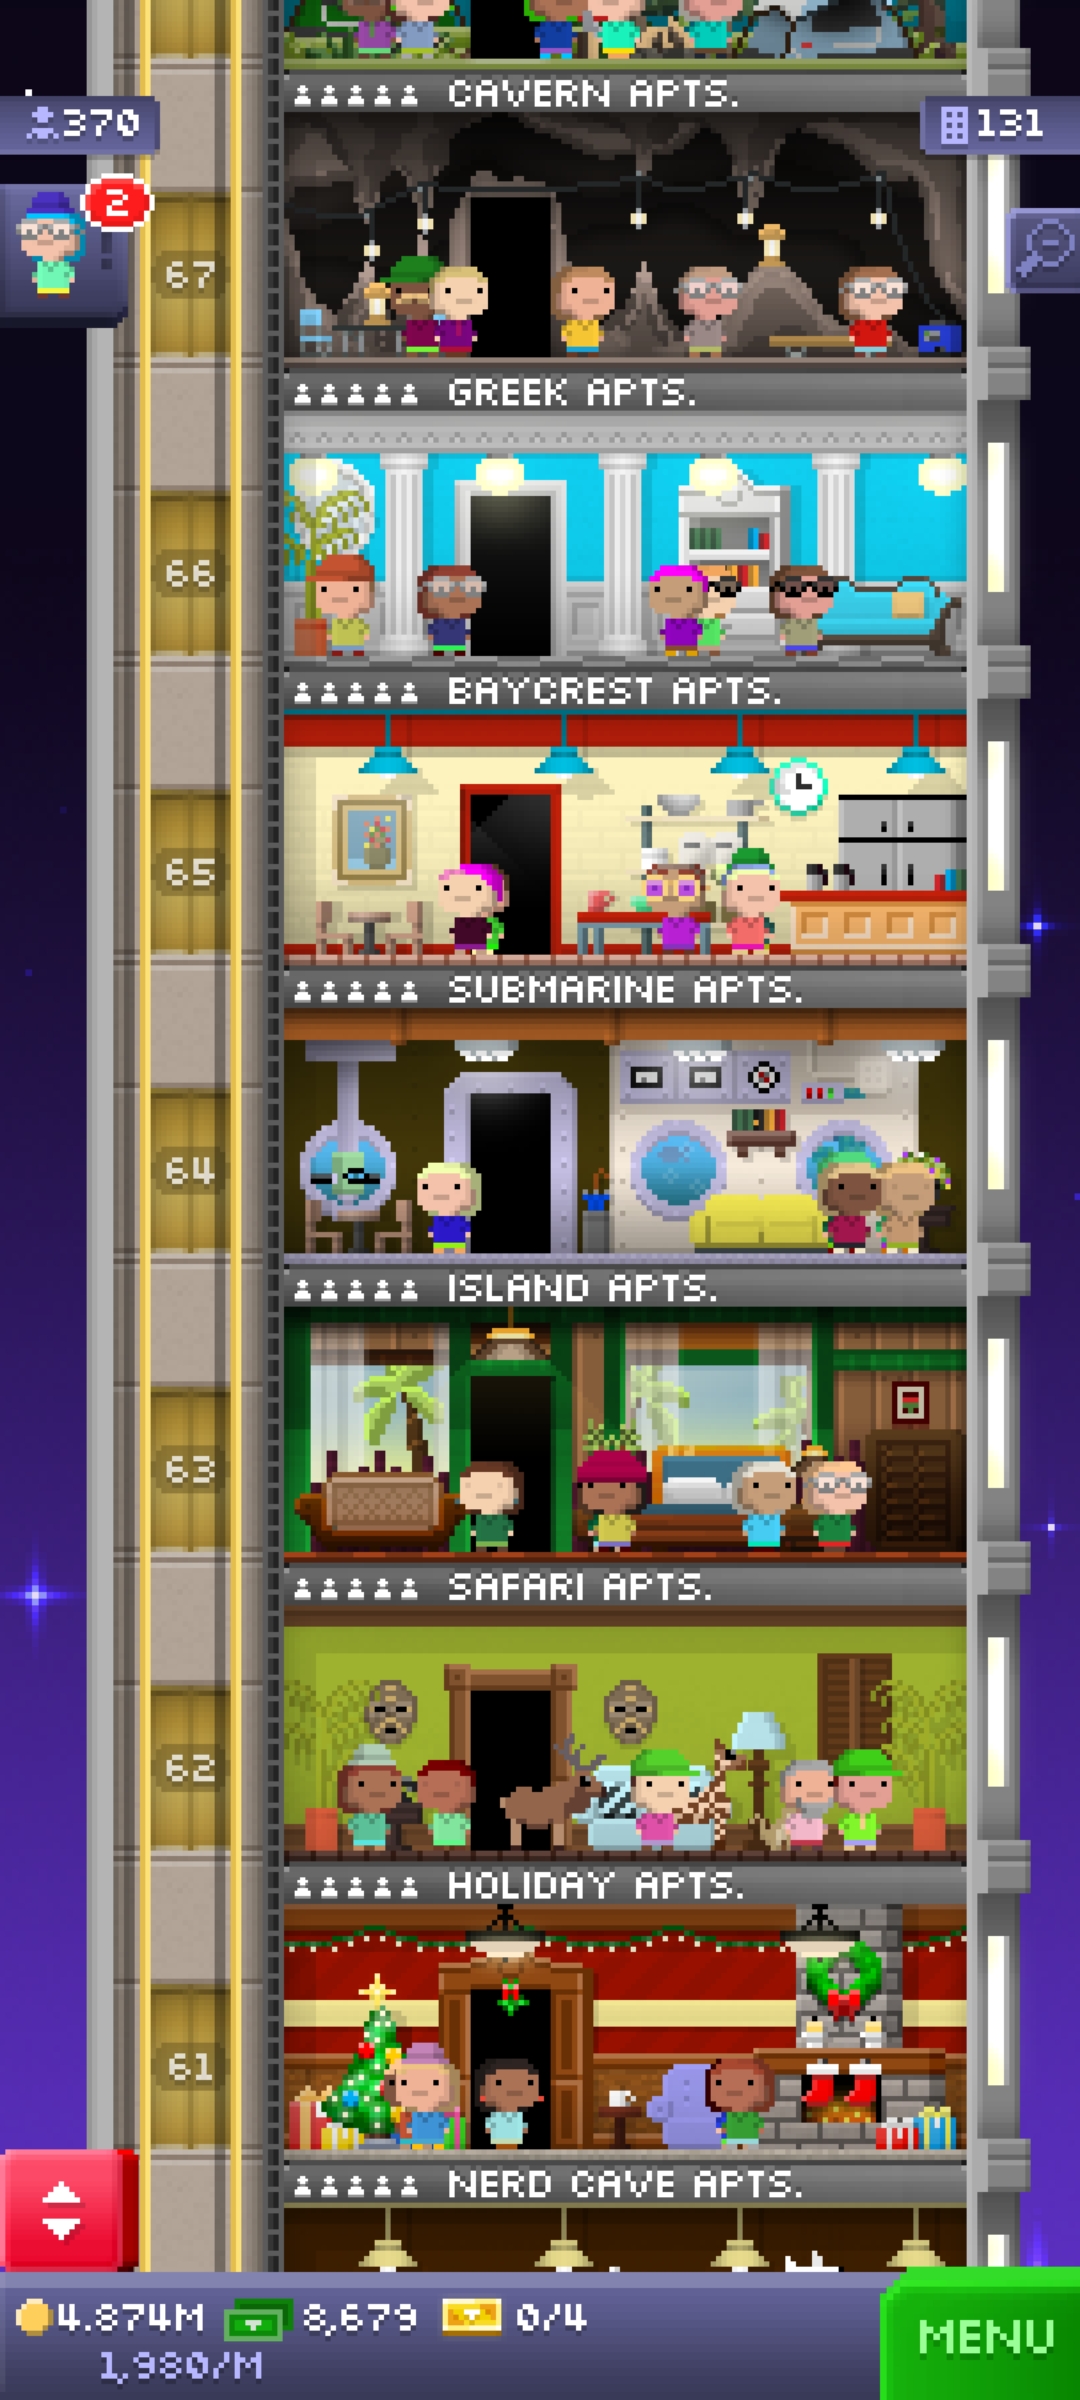 CAVERN APTS.
370
131
2
67
GREEK APTS.
66
BAYCREST APTS.
65
SUBMARINE APTS.
64
ISLAND APTS.
63
SAFARI APTS.
62
HOLIDAY APTS.
61
NERD CAVE APTS.
4.874M 8,679 0/4
1,980/M
MENU